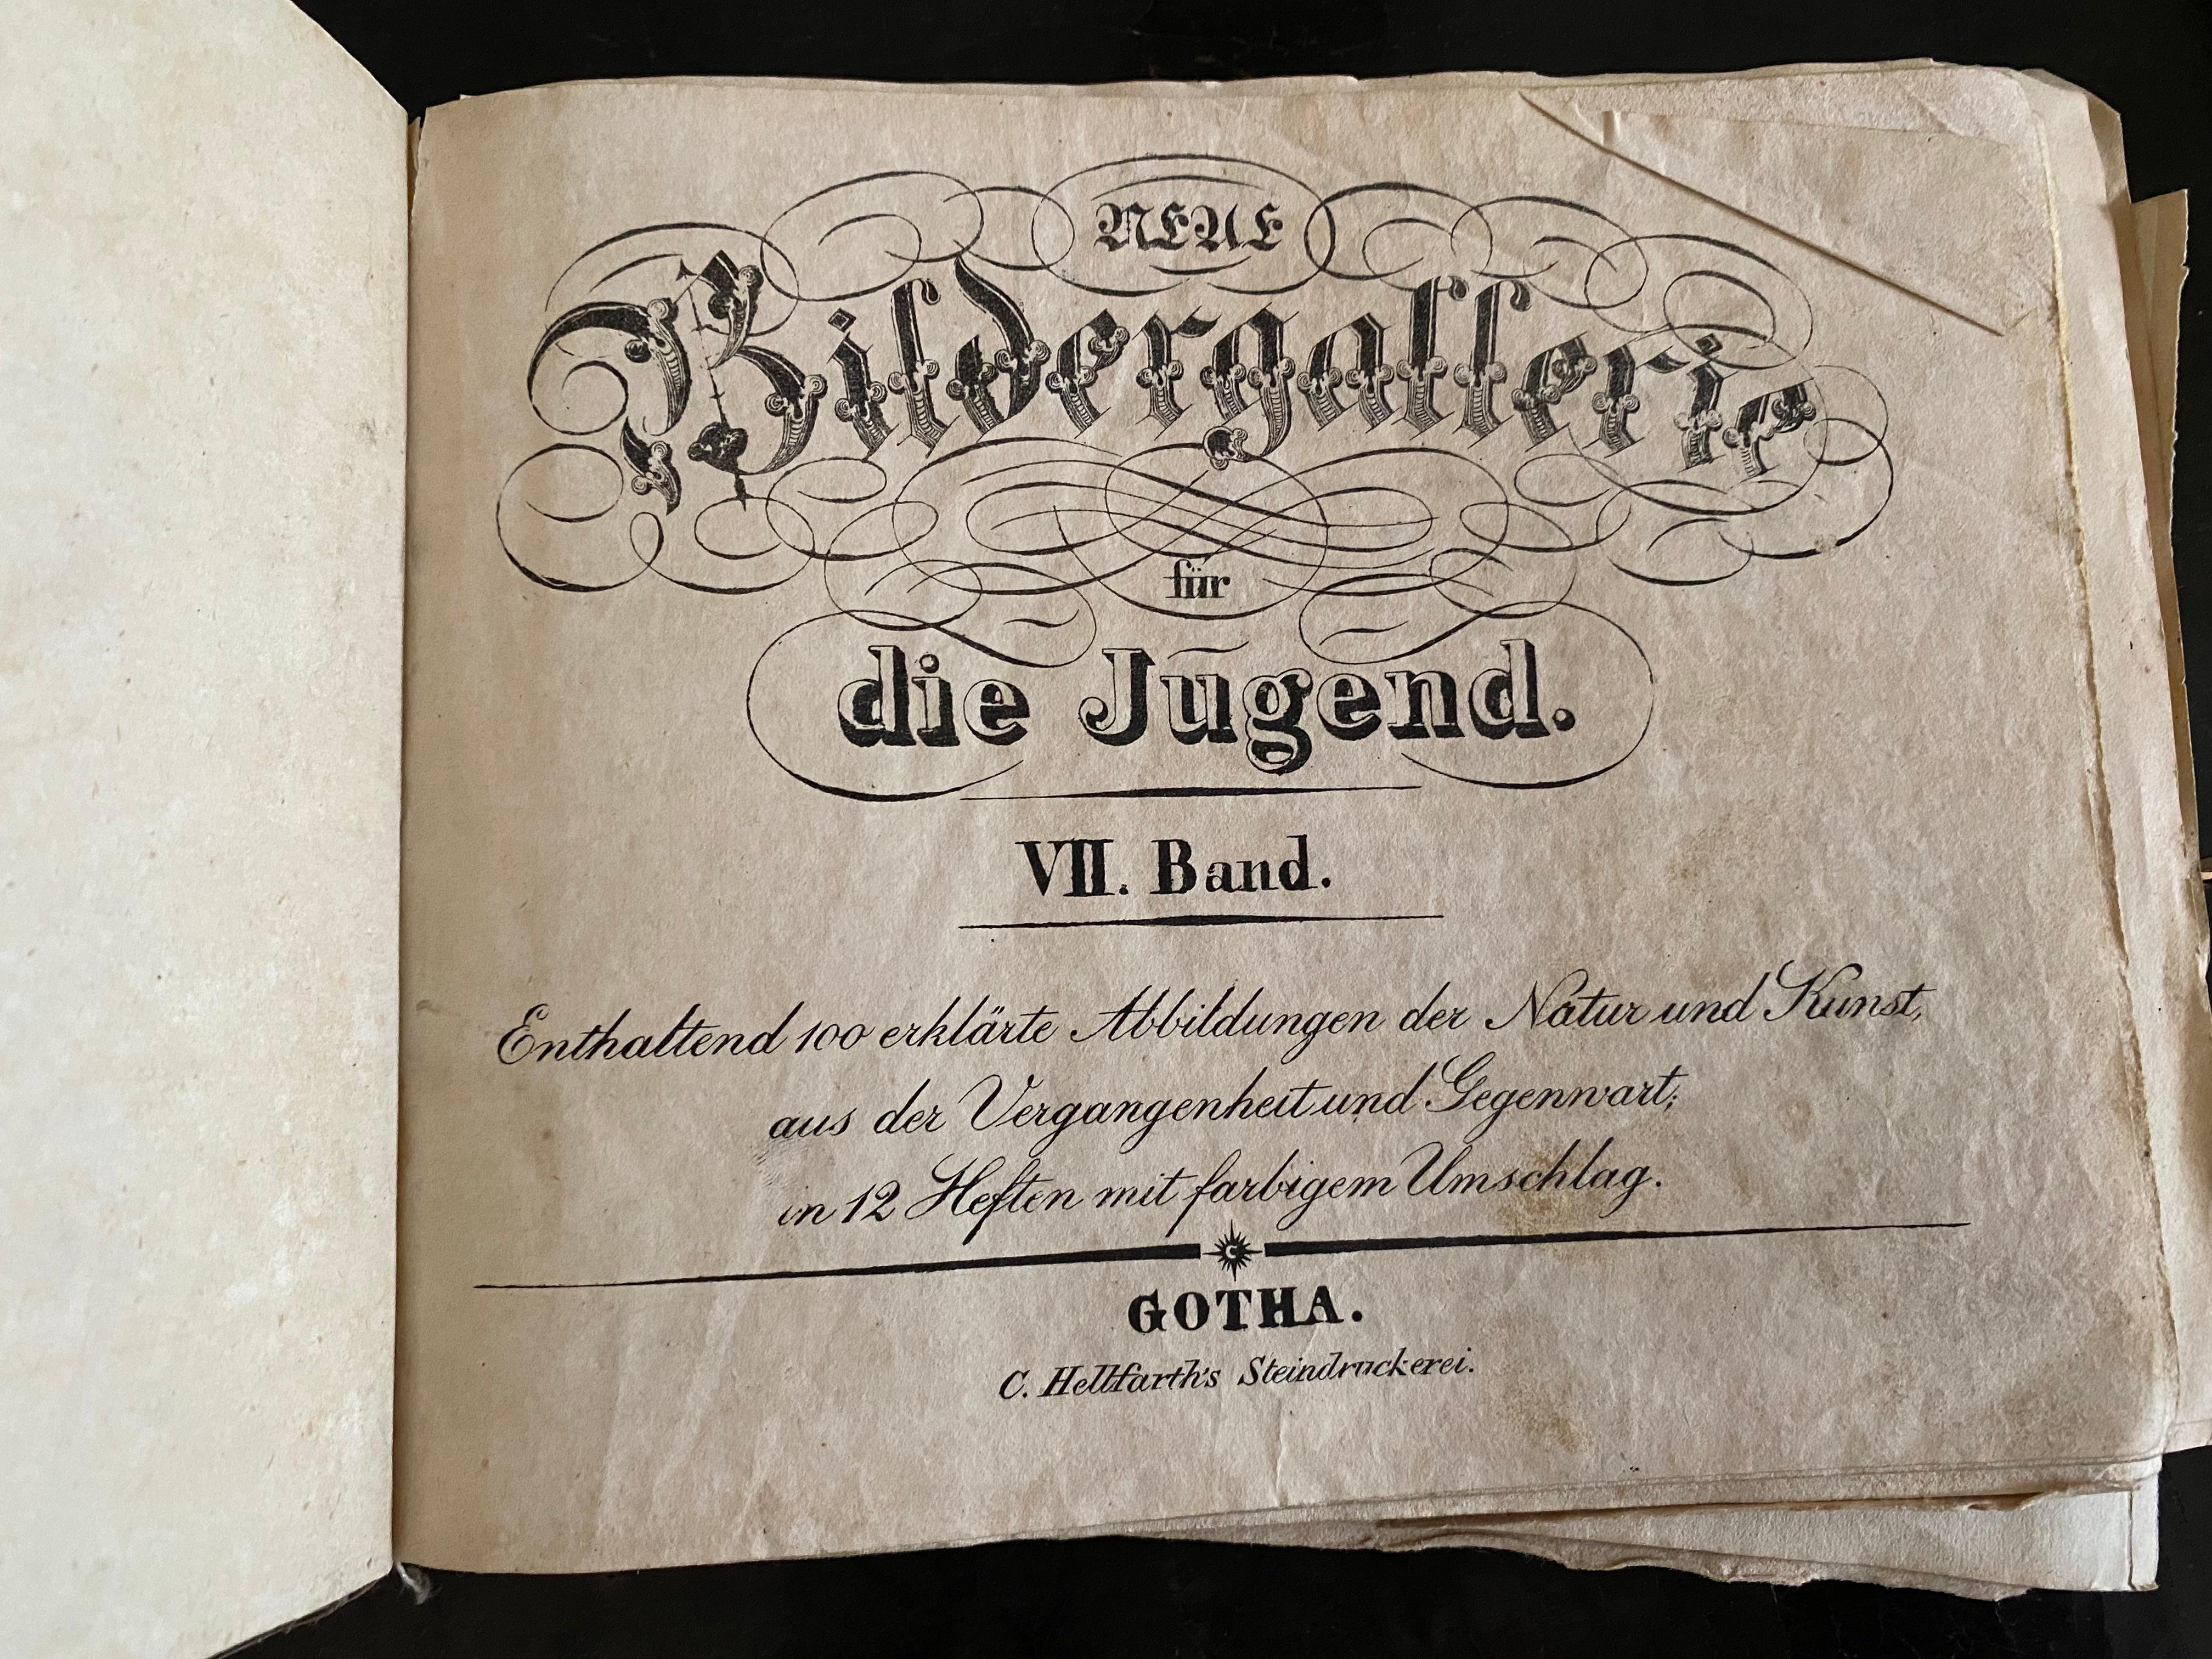 NEUE
Bildergallerie
für
die Jugend.
VII. Band.
Enthaltend 100 erklärte Abbildungen der Natur und Kunst,
aus der Vergangenheit und Gegenwart;
in 12 Heften mit farbigem Umschlag.
C
GOTHA.
C. Hellfarth's Steindruckerei.